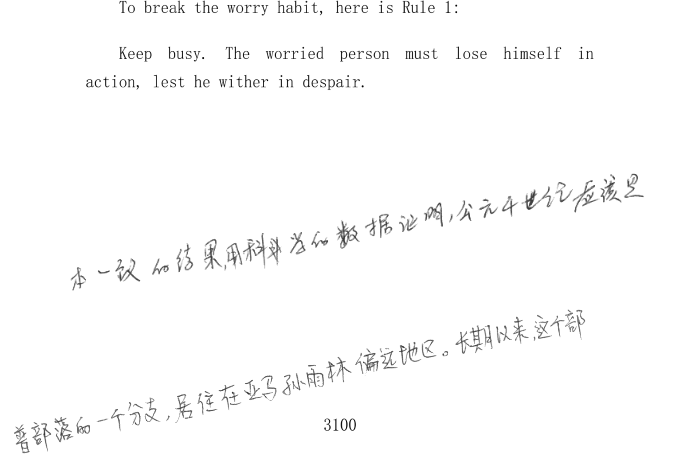 To break the worry habit, here is Rule 1:
Keep busy. The worried person must lose himself in
action, lest he wither in despair.
本一致的结果,用科学的数据证明,公元4世纪应该是
普部落的一个分支,居住在亚马孙雨林偏远地区。长期以来,这个部
3100